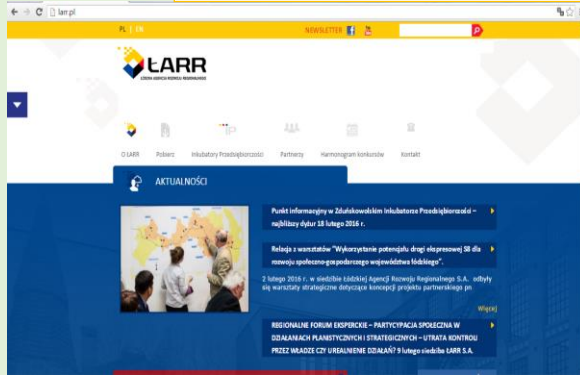 larr.pl
PL | EN
NEWSLETTER
ŁARR
ŁÓDZKA AGENCJA ROZWOJU REGIONALNEGO
O ŁARR Pobierz Inkubatory Przedsiębiorczości Partnerzy Harmonogram konkursów Kontakt
AKTUALNOŚCI
Punkt informacyjny w Zduńskowolskim Inkubatorze Przedsiębiorczości –
najbliższy dyżur 18 lutego 2016 r.
Relacja z warsztatów "Wykorzystanie potencjału drogi ekspresowej S8 dla
rozwoju społeczno-gospodarczego województwa łódzkiego".
2 lutego 2016 r. w siedzibie Łódzkiej Agencji Rozwoju Regionalnego S.A. odbyły
się warsztaty strategiczne dotyczące koncepcji projektu partnerskiego pn
Więcej
REGIONALNE FORUM EKSPERCKIE – PARTYCYPACJA SPOŁECZNA W
DZIAŁANIACH PLANISTYCZNYCH I STRATEGICZNYCH – UTRATA KONTROLI
PRZEZ WŁADZE CZY UREALNIENIE DZIAŁAŃ? 9 lutego siedziba ŁARR S.A.